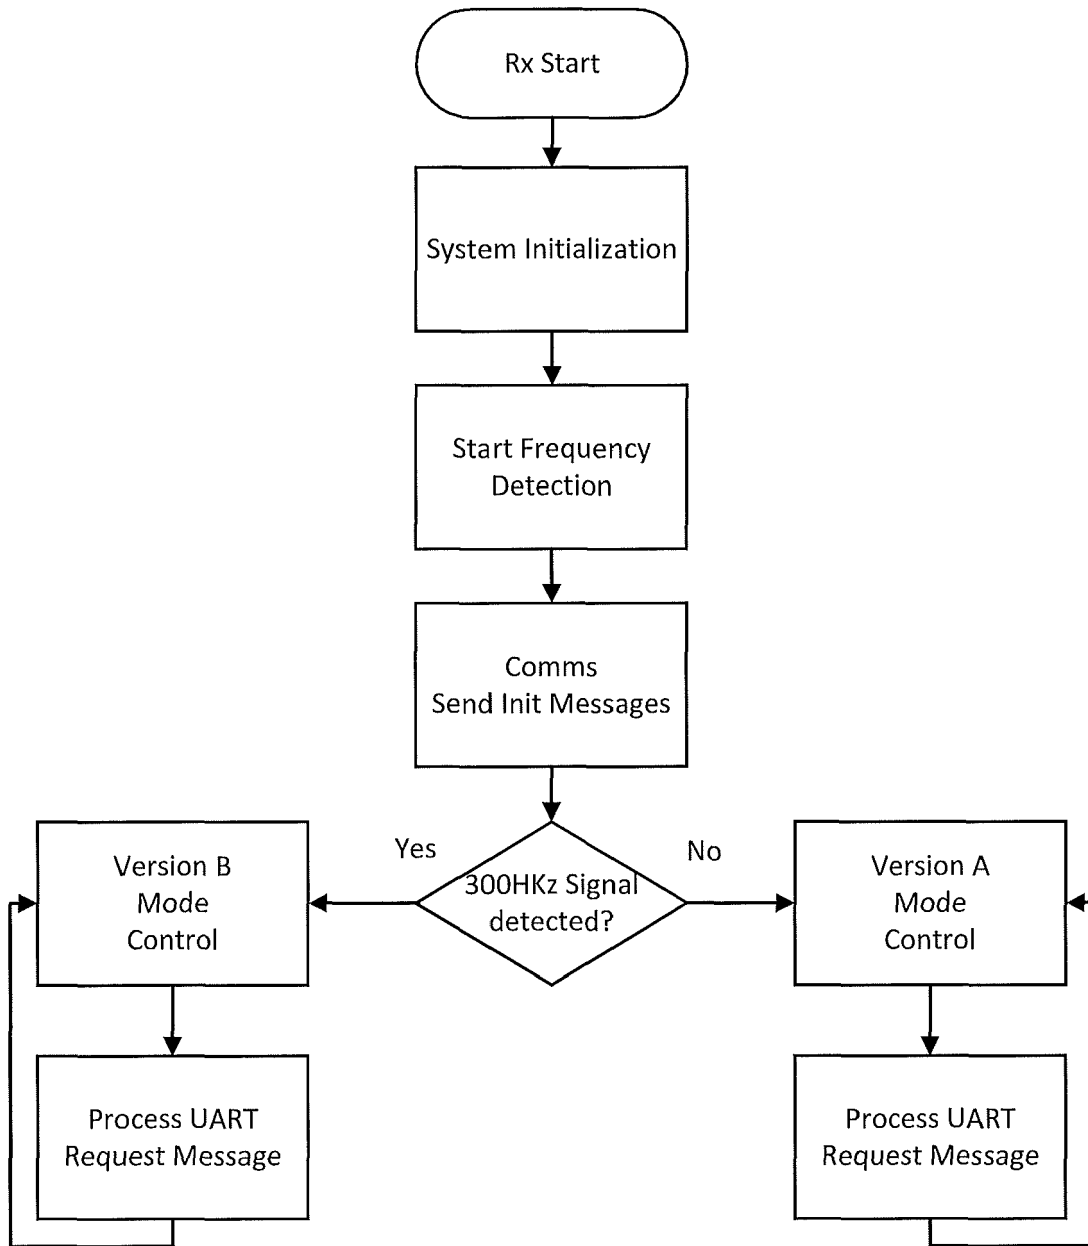 Rx Start
System Initialization
Start Frequency
Detection
Comms
Send Init Messages
Yes
No
Version B
Mode
Control
300HKz Signal
detected?
Version A
Mode
Control
Process UART
Request Message
Process UART
Request Message